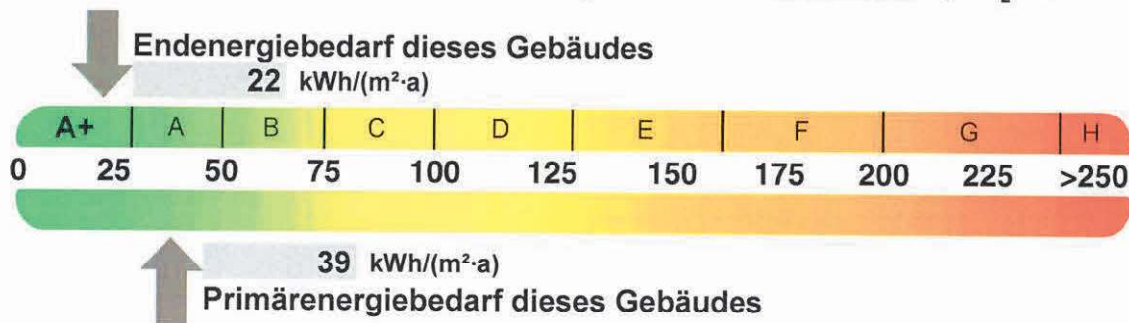 Endenergiebedarf dieses Gebäudes
22 kWh/(m²·a)
A+ A B C D E F G H
0 25 50 75 100 125 150 175 200 225 >250
39 kWh/(m²·a)
Primärenergiebedarf dieses Gebäudes